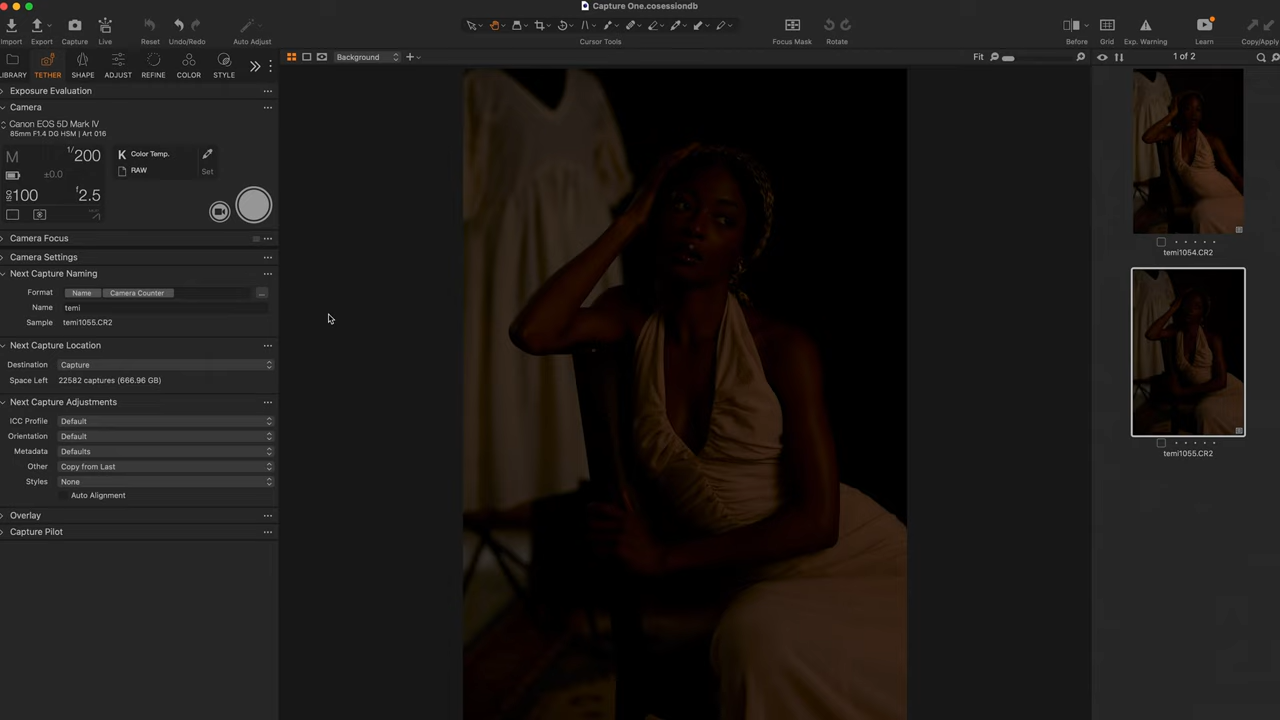 Capture One.cosessiondb
Import
Export
Capture
Live
Reset
Undo/Redo
Auto Adjust
Cursor Tools
Focus Mask
Rotate
Before
Grid
Exp. Warning
Learn
Copy/Apply
LIBRARY
TETHER
SHAPE
ADJUST
REFINE
COLOR
STYLE
Background
Fit
1 of 2
Exposure Evaluation
Camera
Canon EOS 5D Mark IV
85mm F1.4 DG HSM | Art 016
M
1/200
K Color Temp.
±0.0
RAW
Set
ISO 100
f 2.5
Camera Focus
Camera Settings
Next Capture Naming
Format Name Camera Counter ...
Name temi
Sample temi1055.CR2
Next Capture Location
Destination Capture
Space Left 22582 captures (666.96 GB)
Next Capture Adjustments
ICC Profile Default
Orientation Default
Metadata Defaults
Other Copy from Last
Styles None
Auto Alignment
Overlay
Capture Pilot
temi1054.CR2
temi1055.CR2